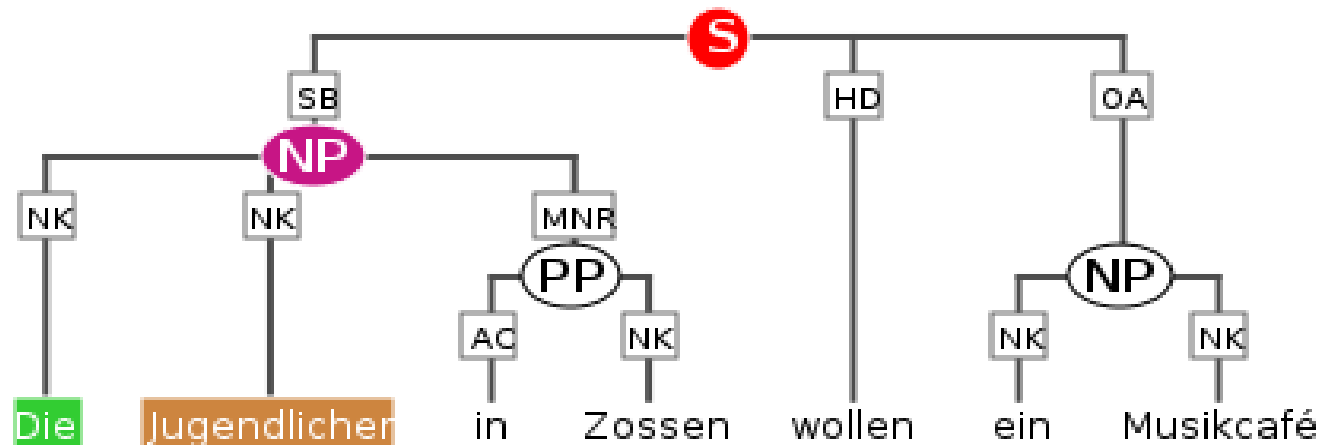 S
SB HD OA
NP
NK NK MNR
PP NP
AC NK NK NK
Die Jugendlicher in Zossen wollen ein Musikcafé